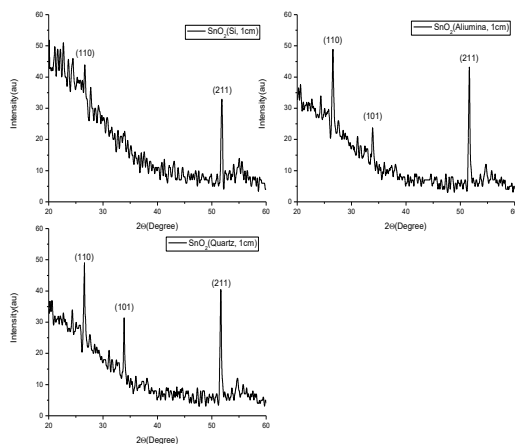 SnO2(Si, 1cm)
(110)
(211)
60
50
40
30
20
10
0
Intensity(au)
20 30 40 50 60
2Θ(Degree)
SnO2(Aliumina, 1cm)
(110)
(101)
(211)
60
50
40
30
20
10
0
Intensity(au)
20 30 40 50 60
2Θ(Degree)
SnO2(Quartz, 1cm)
(110)
(101)
(211)
60
50
40
30
20
10
0
Intensity(au)
20 30 40 50 60
2Θ(Degree)